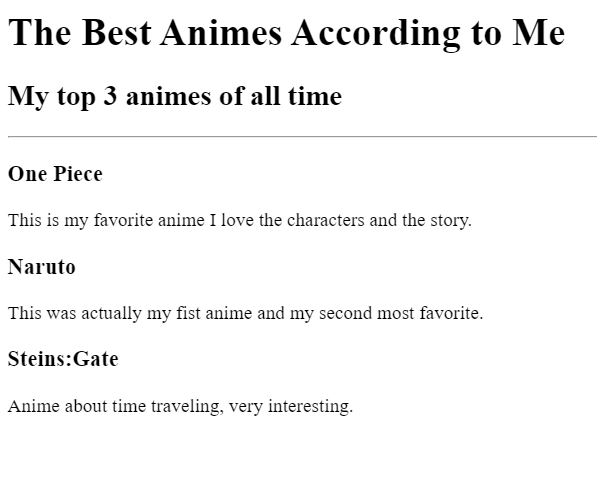 The Best Animes According to Me
My top 3 animes of all time
One Piece
This is my favorite anime I love the characters and the story.
Naruto
This was actually my fist anime and my second most favorite.
Steins:Gate
Anime about time traveling, very interesting.